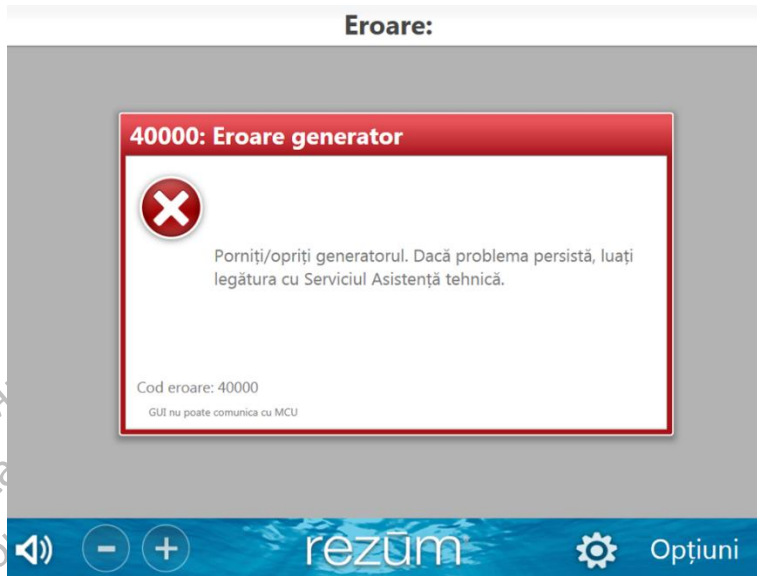 Eroare:
40000: Eroare generator
Porniți/opriți generatorul. Dacă problema persistă, luați
legătura cu Serviciul Asistență tehnică.
Cod eroare: 40000
GUI nu poate comunica cu MCU
rezūm
Opțiuni